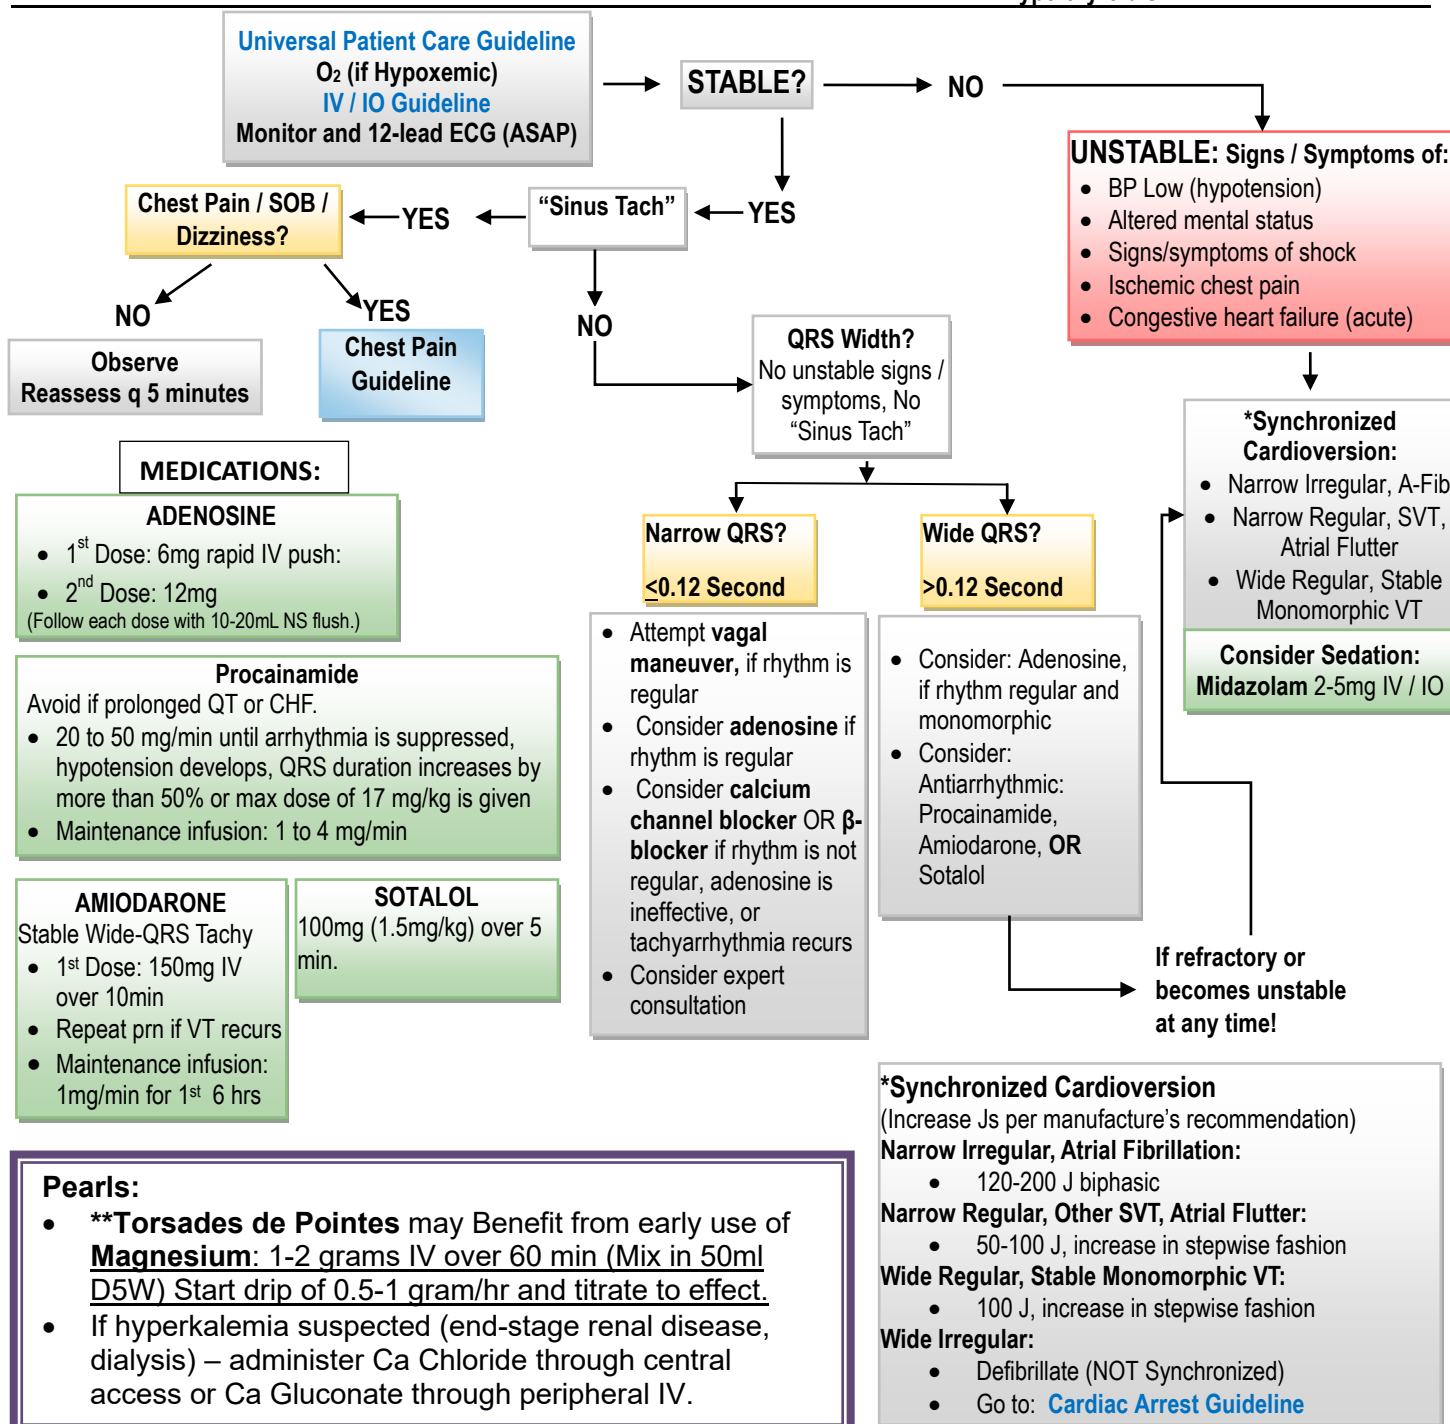 Universal Patient Care Guideline
O2 (if Hypoxemic)
IV / IO Guideline
Monitor and 12-lead ECG (ASAP)
STABLE?
NO
UNSTABLE: Signs / Symptoms of:
• BP Low (hypotension)
• Altered mental status
• Signs/symptoms of shock
• Ischemic chest pain
• Congestive heart failure (acute)
YES
“Sinus Tach”
YES
Chest Pain / SOB /
Dizziness?
NO
YES
Observe
Reassess q 5 minutes
Chest Pain
Guideline
NO
QRS Width?
No unstable signs /
symptoms, No
“Sinus Tach”
*Synchronized
Cardioversion:
• Narrow Irregular, A-Fib
• Narrow Regular, SVT,
Atrial Flutter
• Wide Regular, Stable
Monomorphic VT
Consider Sedation:
Midazolam 2-5mg IV / IO
MEDICATIONS:
ADENOSINE
• 1st Dose: 6mg rapid IV push:
• 2nd Dose: 12mg
(Follow each dose with 10-20mL NS flush.)
Procainamide
Avoid if prolonged QT or CHF.
• 20 to 50 mg/min until arrhythmia is suppressed,
hypotension develops, QRS duration increases by
more than 50% or max dose of 17 mg/kg is given
• Maintenance infusion: 1 to 4 mg/min
AMIODARONE
Stable Wide-QRS Tachy
• 1st Dose: 150mg IV
over 10min
• Repeat prn if VT recurs
• Maintenance infusion:
1mg/min for 1st 6 hrs
SOTALOL
100mg (1.5mg/kg) over 5
min.
Narrow QRS?
≤0.12 Second
• Attempt vagal
maneuver, if rhythm is
regular
• Consider adenosine if
rhythm is regular
• Consider calcium
channel blocker OR β-
blocker if rhythm is not
regular, adenosine is
ineffective, or
tachyarrhythmia recurs
• Consider expert
consultation
Wide QRS?
>0.12 Second
• Consider: Adenosine,
if rhythm regular and
monomorphic
• Consider:
Antiarrhythmic:
Procainamide,
Amiodarone, OR
Sotalol
If refractory or
becomes unstable
at any time!
*Synchronized Cardioversion
(Increase Js per manufacture’s recommendation)
Narrow Irregular, Atrial Fibrillation:
• 120-200 J biphasic
Narrow Regular, Other SVT, Atrial Flutter:
• 50-100 J, increase in stepwise fashion
Wide Regular, Stable Monomorphic VT:
• 100 J, increase in stepwise fashion
Wide Irregular:
• Defibrillate (NOT Synchronized)
• Go to: Cardiac Arrest Guideline
Pearls:
• **Torsades de Pointes may Benefit from early use of
Magnesium: 1-2 grams IV over 60 min (Mix in 50ml
D5W) Start drip of 0.5-1 gram/hr and titrate to effect.
• If hyperkalemia suspected (end-stage renal disease,
dialysis) – administer Ca Chloride through central
access or Ca Gluconate through peripheral IV.